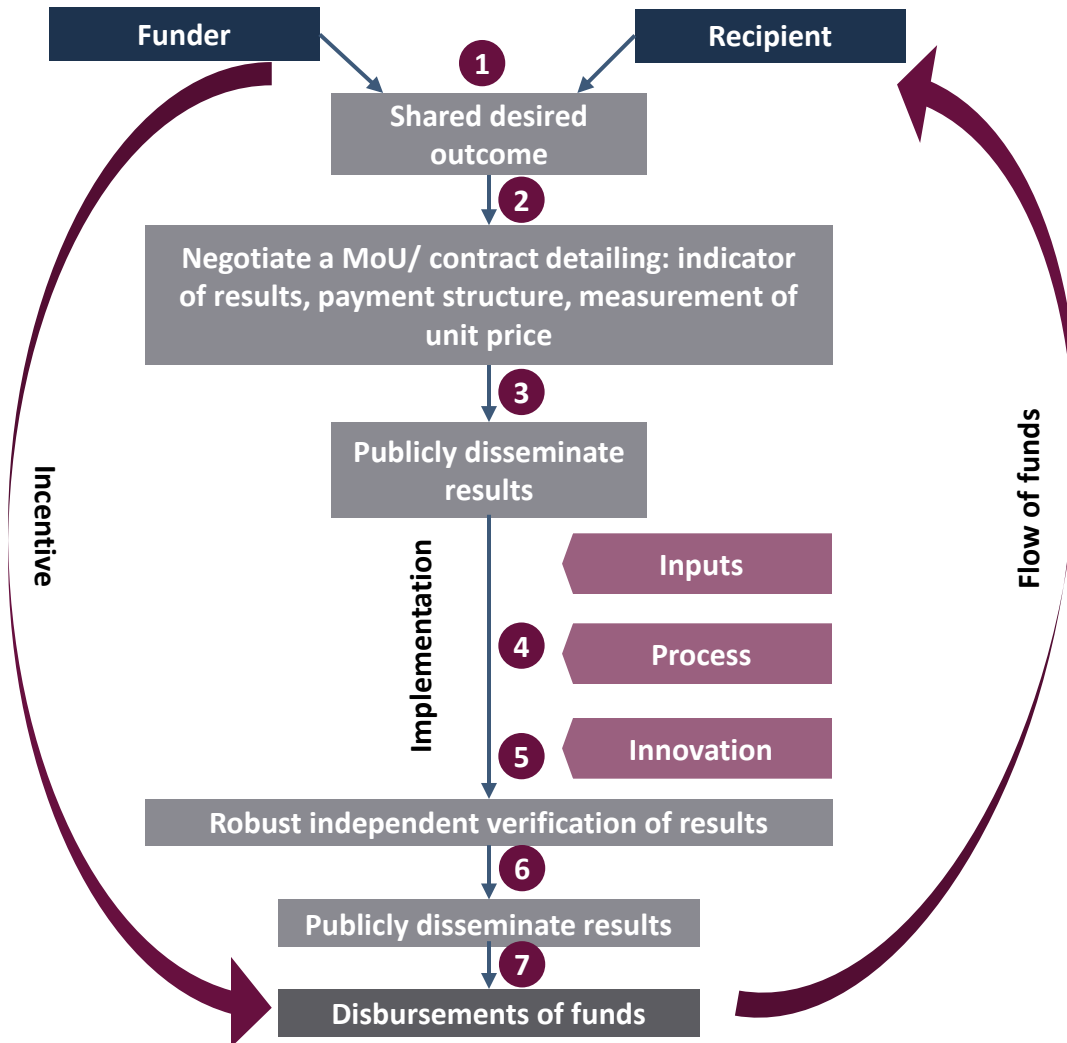 Funder
Recipient
1
Shared desired
outcome
2
Negotiate a MoU/ contract detailing: indicator
of results, payment structure, measurement of
unit price
3
Publicly disseminate
results
Incentive
Flow of funds
Implementation
Inputs
4
Process
5
Innovation
Robust independent verification of results
6
Publicly disseminate results
7
Disbursements of funds